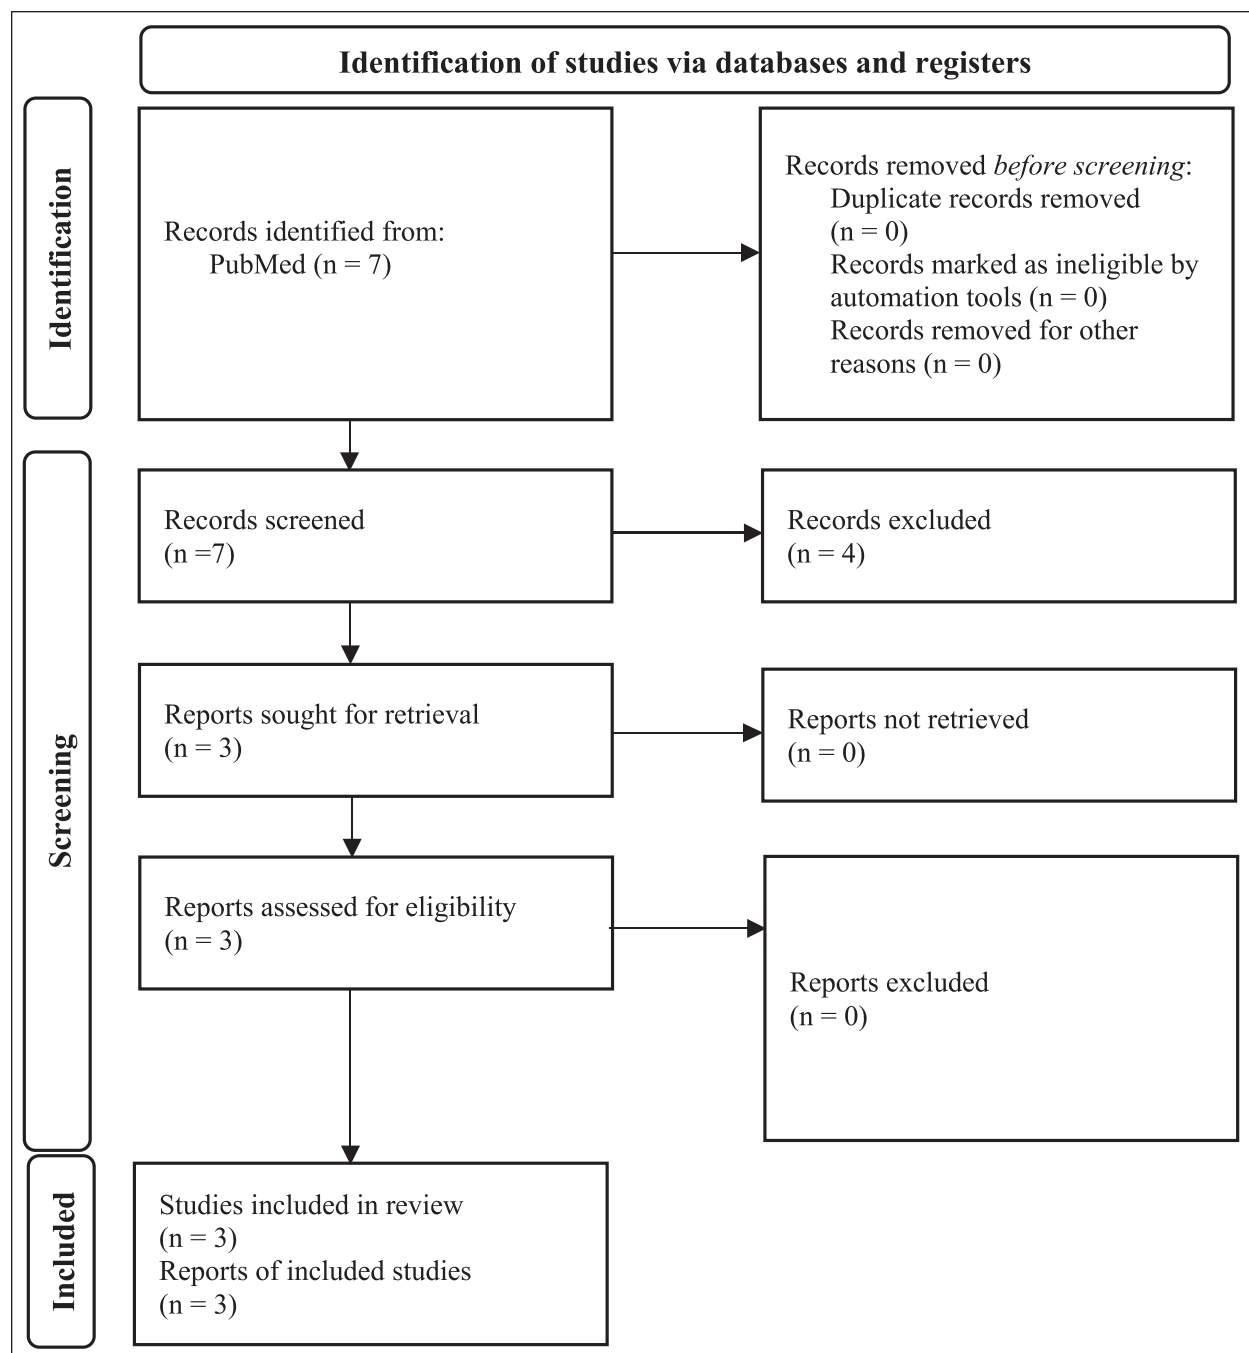 Identification of studies via databases and registers
Identification
Records identified from:
PubMed (n = 7)
Records removed before screening:
Duplicate records removed
(n = 0)
Records marked as ineligible by
automation tools (n = 0)
Records removed for other
reasons (n = 0)
Screening
Records screened
(n =7)
Records excluded
(n = 4)
Reports sought for retrieval
(n = 3)
Reports not retrieved
(n = 0)
Reports assessed for eligibility
(n = 3)
Reports excluded
(n = 0)
Included
Studies included in review
(n = 3)
Reports of included studies
(n = 3)